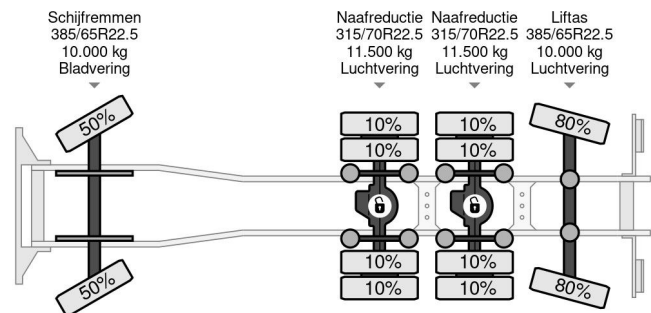 Schijfremmen
385/65R22.5
10.000 kg
Bladvering
Naafreductie
315/70R22.5
11.500 kg
Luchtvering
Naafreductie
315/70R22.5
11.500 kg
Luchtvering
Liftas
385/65R22.5
10.000 kg
Luchtvering
50%
10%
10%
80%
10%
10%
10%
10%
50%
10%
10%
80%